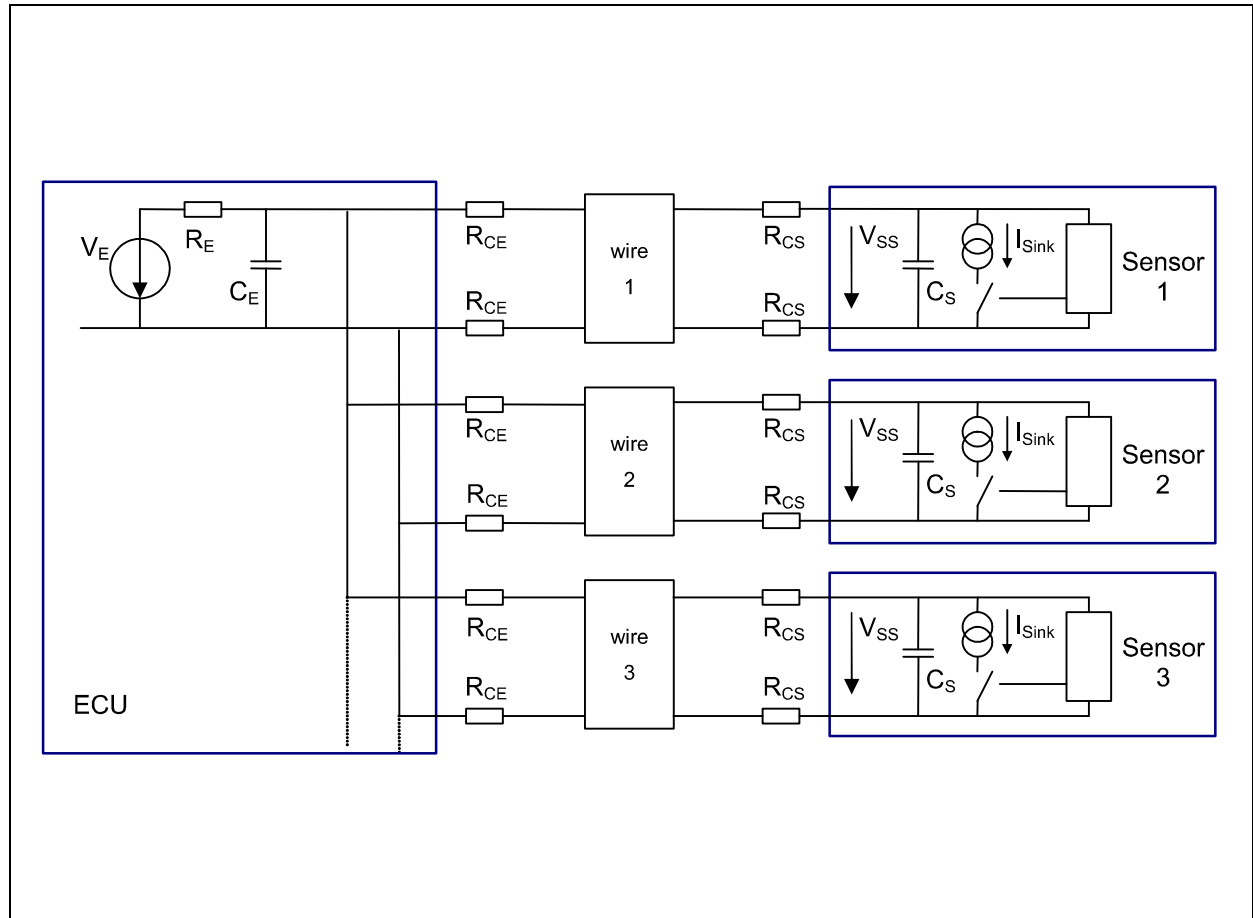 V_E
R_E
C_E
R_CE
R_CE
wire
1
R_CS
R_CS
V_SS
C_S
I_Sink
Sensor
1
R_CE
R_CE
wire
2
R_CS
R_CS
V_SS
C_S
I_Sink
Sensor
2
R_CE
R_CE
wire
3
R_CS
R_CS
V_SS
C_S
I_Sink
Sensor
3
ECU